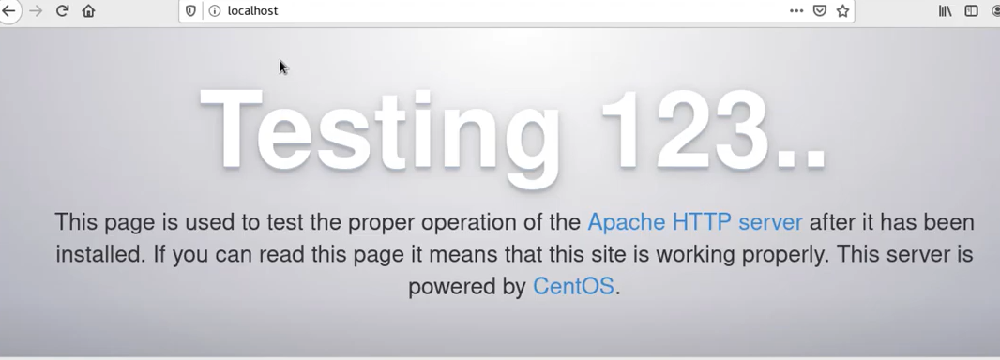 localhost
Testing 123..
This page is used to test the proper operation of the Apache HTTP server after it has been
installed. If you can read this page it means that this site is working properly. This server is
powered by CentOS.